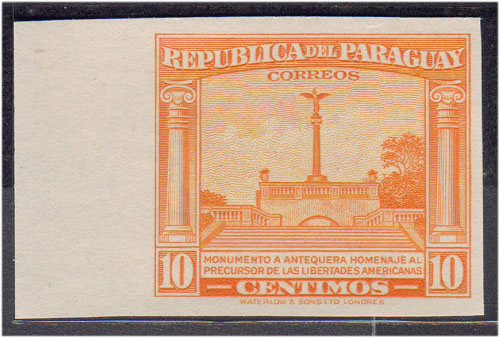 REPUBLICA DEL PARAGUAY
CORREOS
MONUMENTO A ANTEQUERA HOMENAJE AL
PRECURSOR DE LAS LIBERTADES AMERICANAS
10 CENTIMOS 10
WATERLOW & SONS LTD. LONDRES.